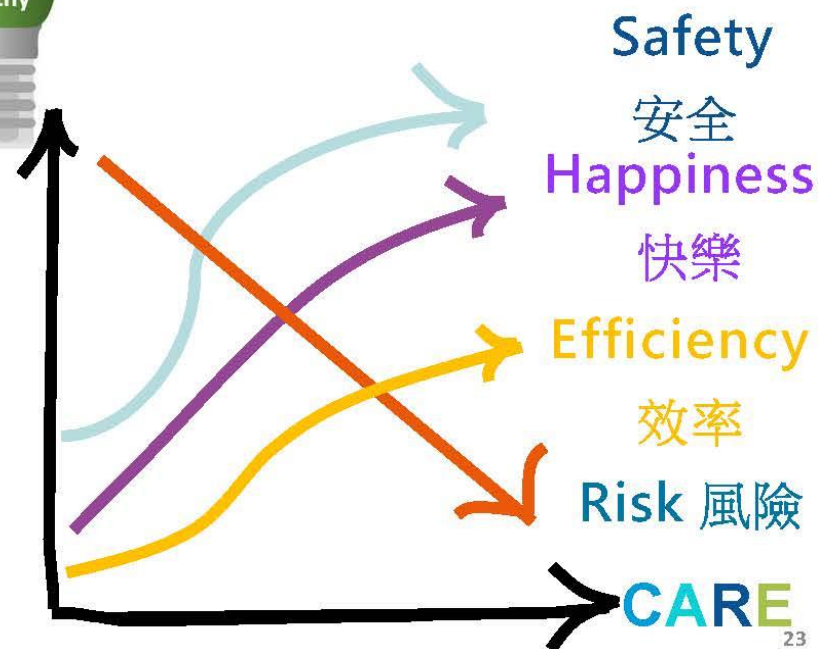 Safety
安全
Happiness
快樂
Efficiency
效率
Risk 風險
CARE
23